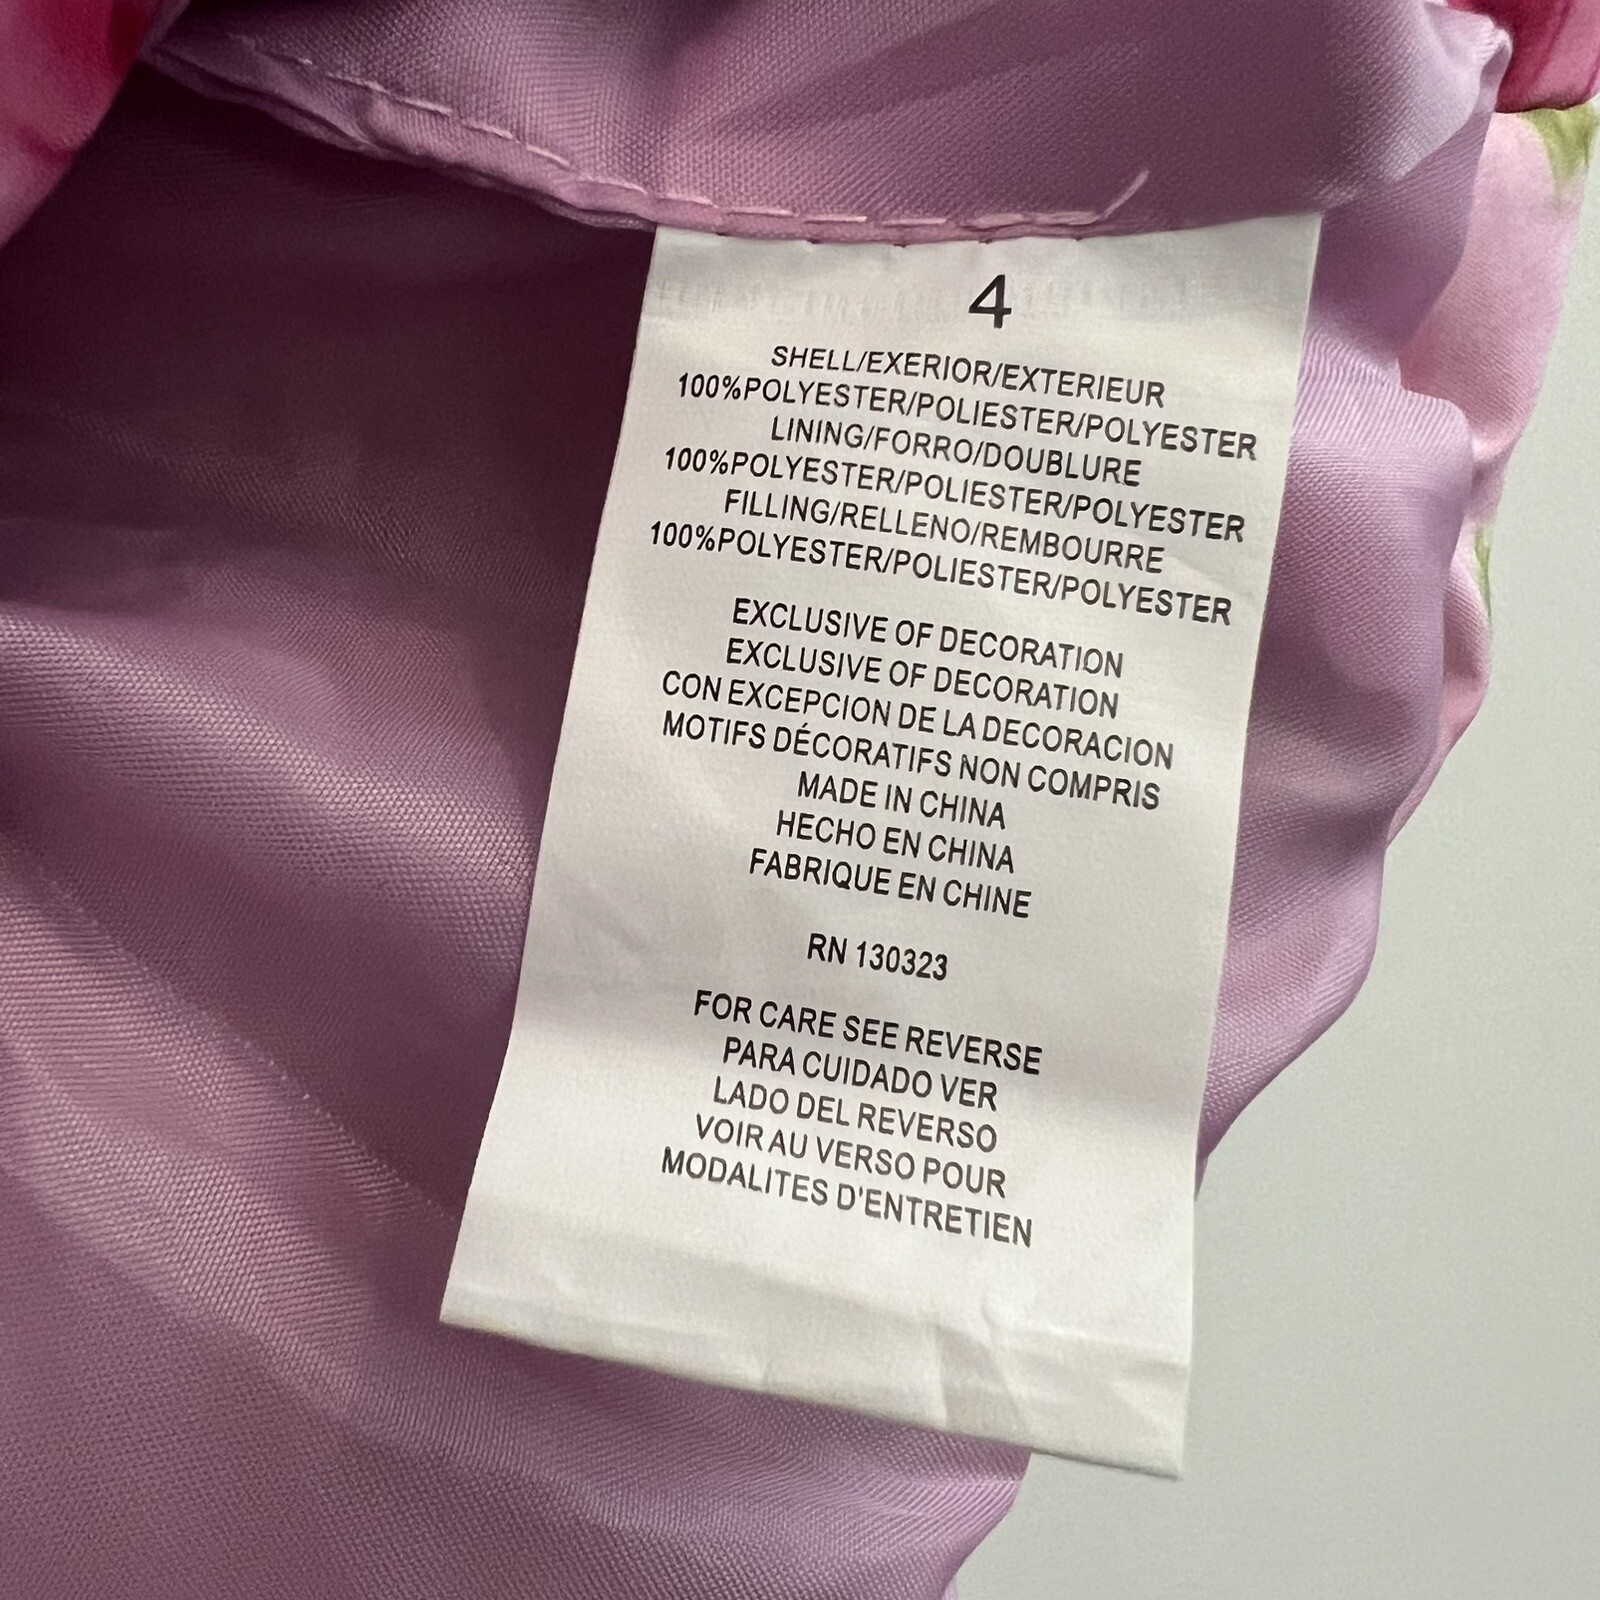 4
SHELL/EXERIOR/EXTERIEUR
100%POLYESTER/POLIESTER/POLYESTER
LINING/FORRO/DOUBLURE
100%POLYESTER/POLIESTER/POLYESTER
FILLING/RELLENO/REMBOURRE
100%POLYESTER/POLIESTER/POLYESTER
EXCLUSIVE OF DECORATION
EXCLUSIVE OF DECORATION
CON EXCEPCION DE LA DECORACION
MOTIFS DÉCORATIFS NON COMPRIS
MADE IN CHINA
HECHO EN CHINA
FABRIQUE EN CHINE
RN 130323
FOR CARE SEE REVERSE
PARA CUIDADO VER
LADO DEL REVERSO
VOIR AU VERSO POUR
MODALITES D'ENTRETIEN